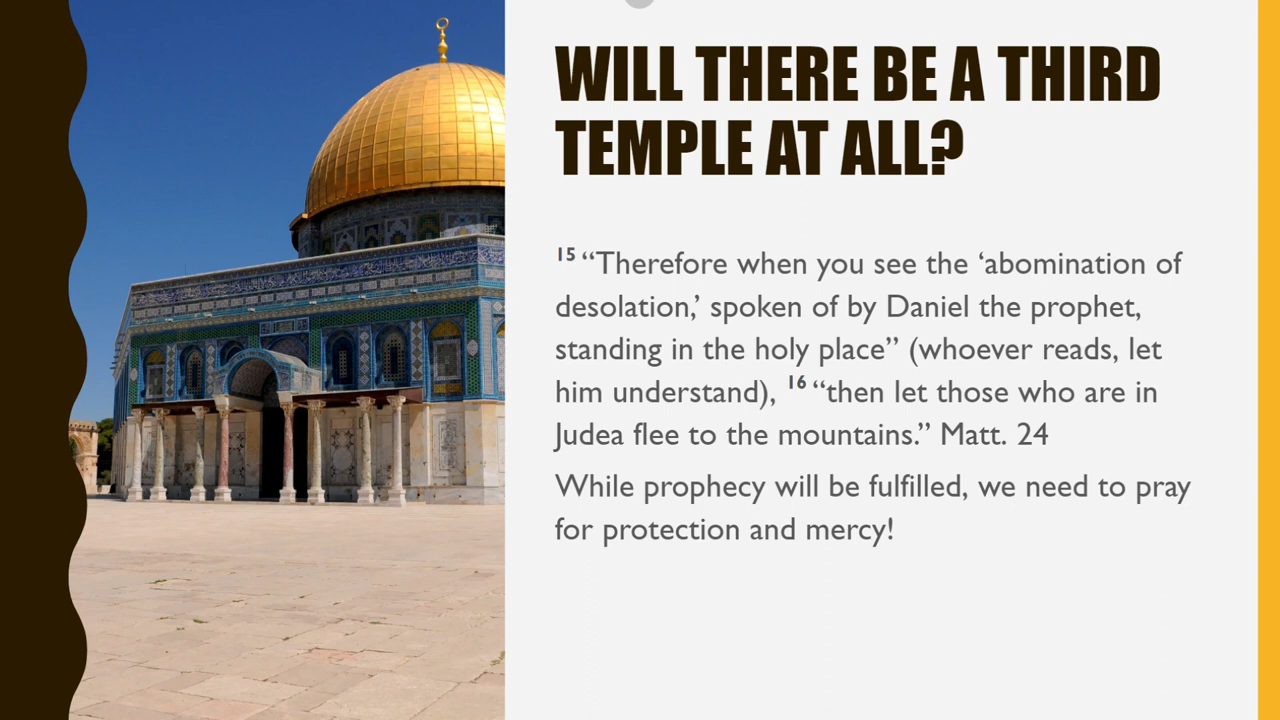 WILL THERE BE A THIRD
TEMPLE AT ALL?
15 “Therefore when you see the ‘abomination of
desolation,’ spoken of by Daniel the prophet,
standing in the holy place” (whoever reads, let
him understand), 16 “then let those who are in
Judea flee to the mountains.” Matt. 24
While prophecy will be fulfilled, we need to pray
for protection and mercy!